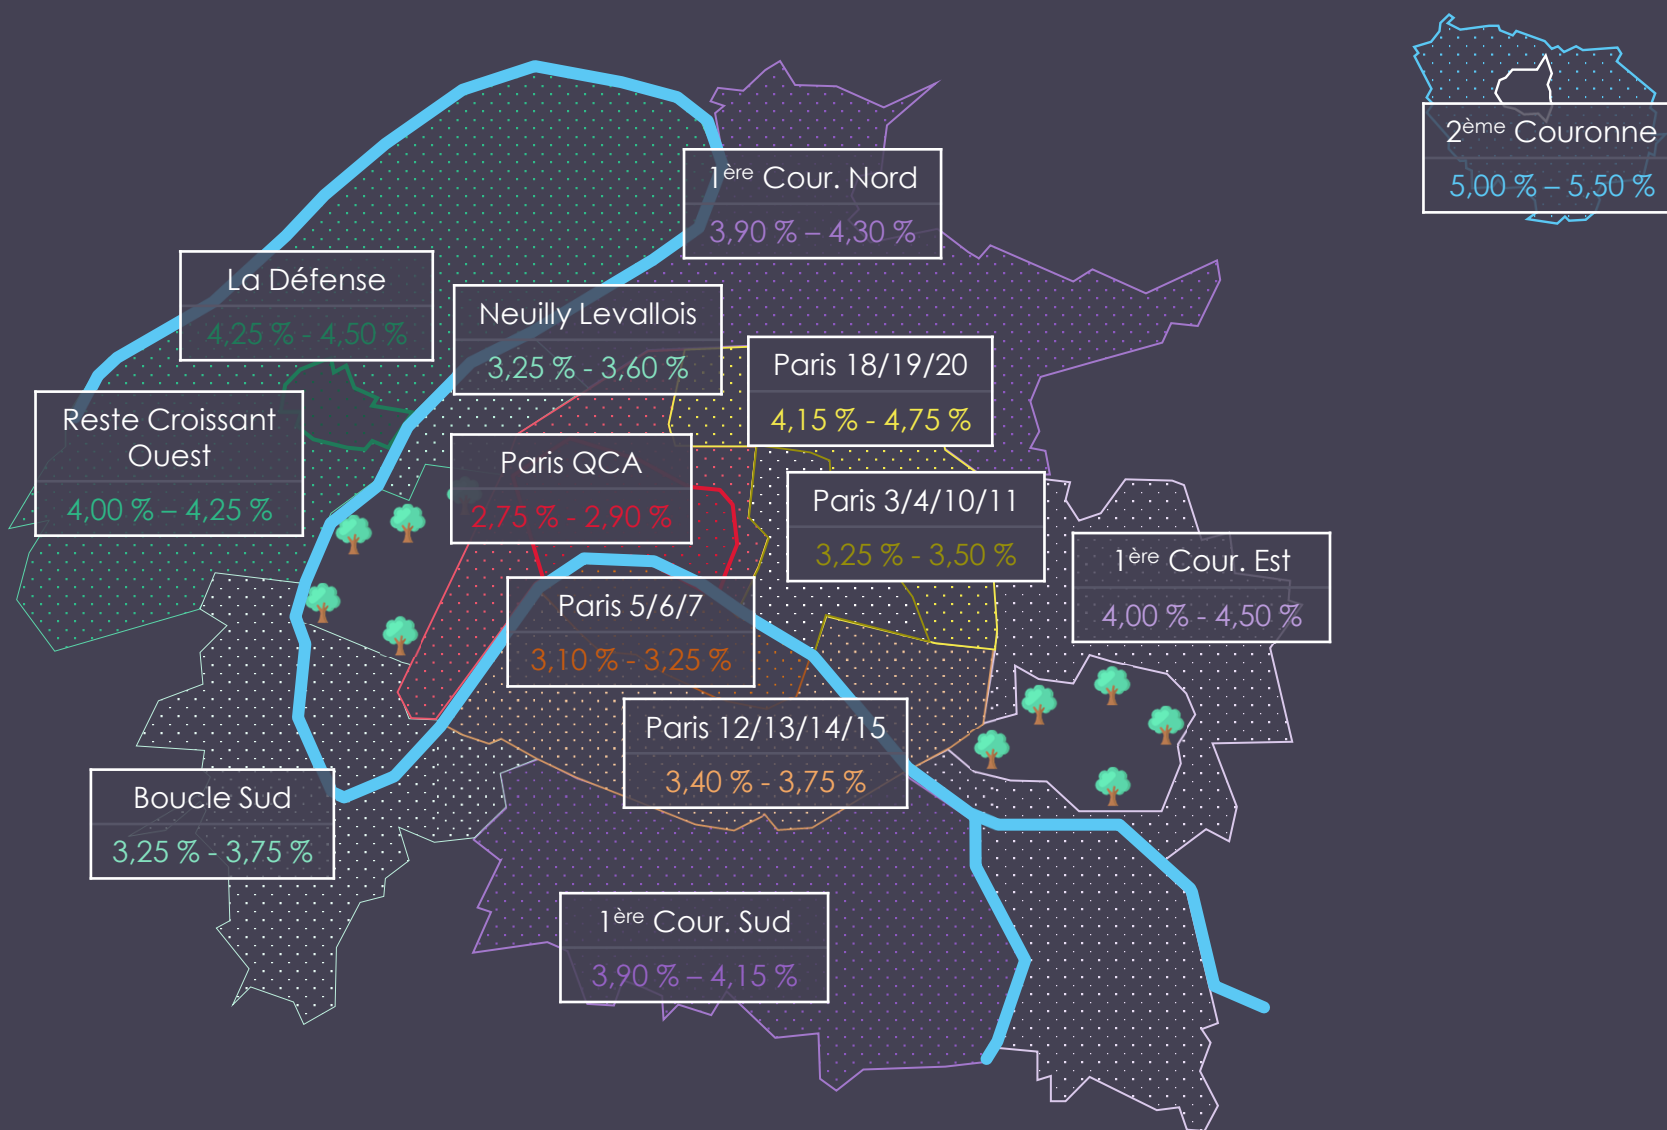 2ème Couronne
5,00 % – 5,50 %
1ère Cour. Nord
3,90 % – 4,30 %
La Défense
4,25 % - 4,50 %
Neuilly Levallois
3,25 % - 3,60 %
Paris 18/19/20
4,15 % - 4,75 %
Reste Croissant
Ouest
4,00 % – 4,25 %
Paris QCA
2,75 % - 2,90 %
Paris 3/4/10/11
3,25 % - 3,50 %
1ère Cour. Est
4,00 % - 4,50 %
Paris 5/6/7
3,10 % - 3,25 %
Paris 12/13/14/15
3,40 % - 3,75 %
Boucle Sud
3,25 % - 3,75 %
1ère Cour. Sud
3,90 % – 4,15 %